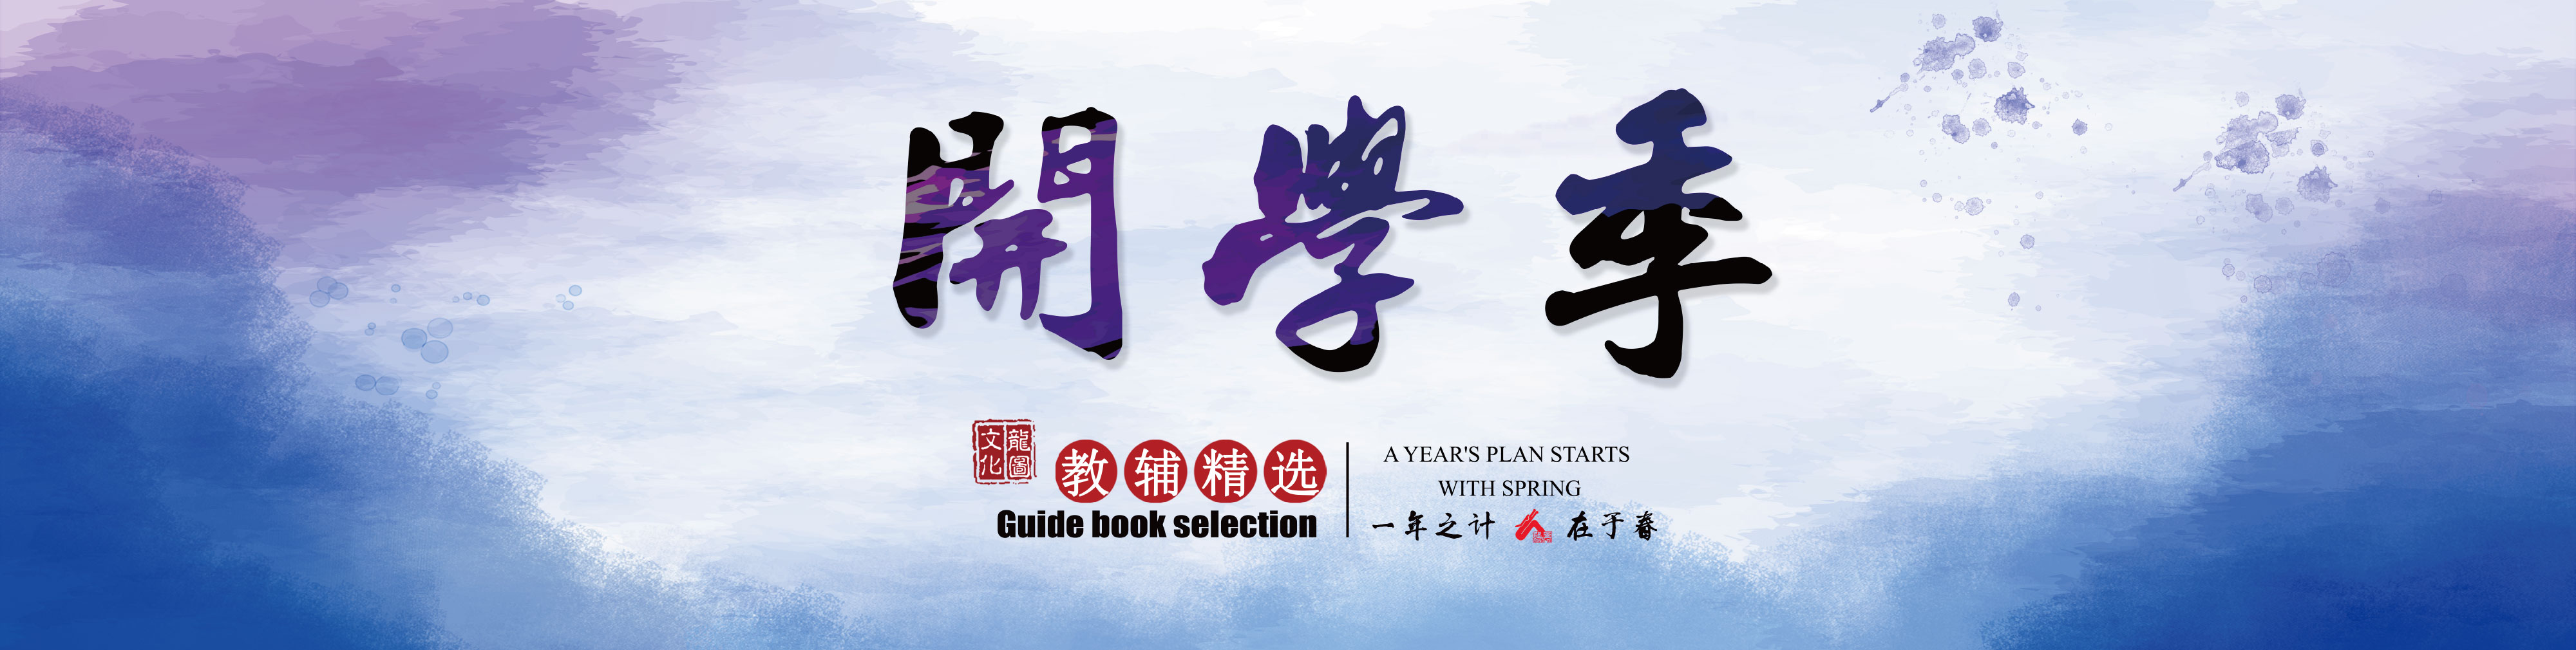 開學季
龍圖
文化
教辅精选
Guide book selection
A YEAR'S PLAN STARTS
WITH SPRING
一年之计 在于春